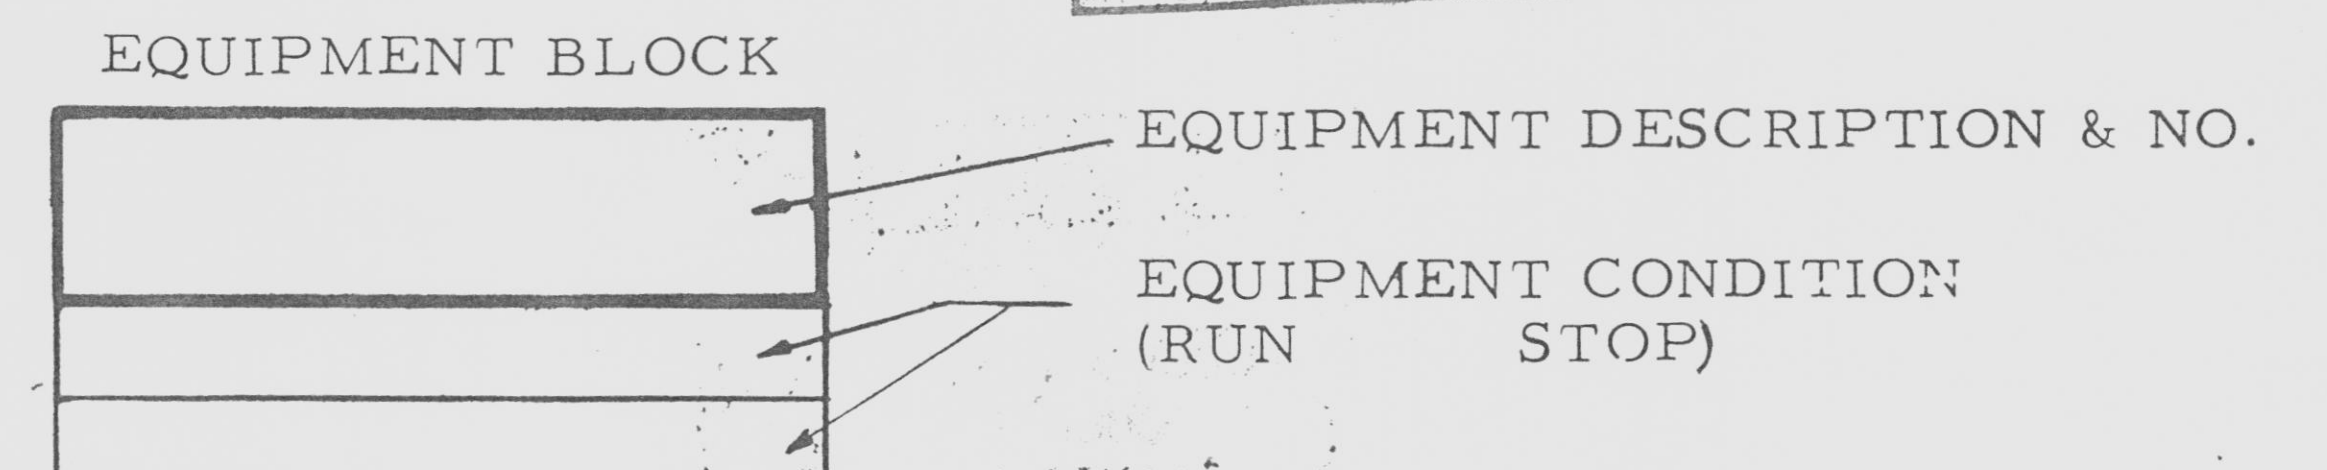 EQUIPMENT BLOCK
EQUIPMENT DESCRIPTION & NO.
EQUIPMENT CONDITION
(RUN STOP)